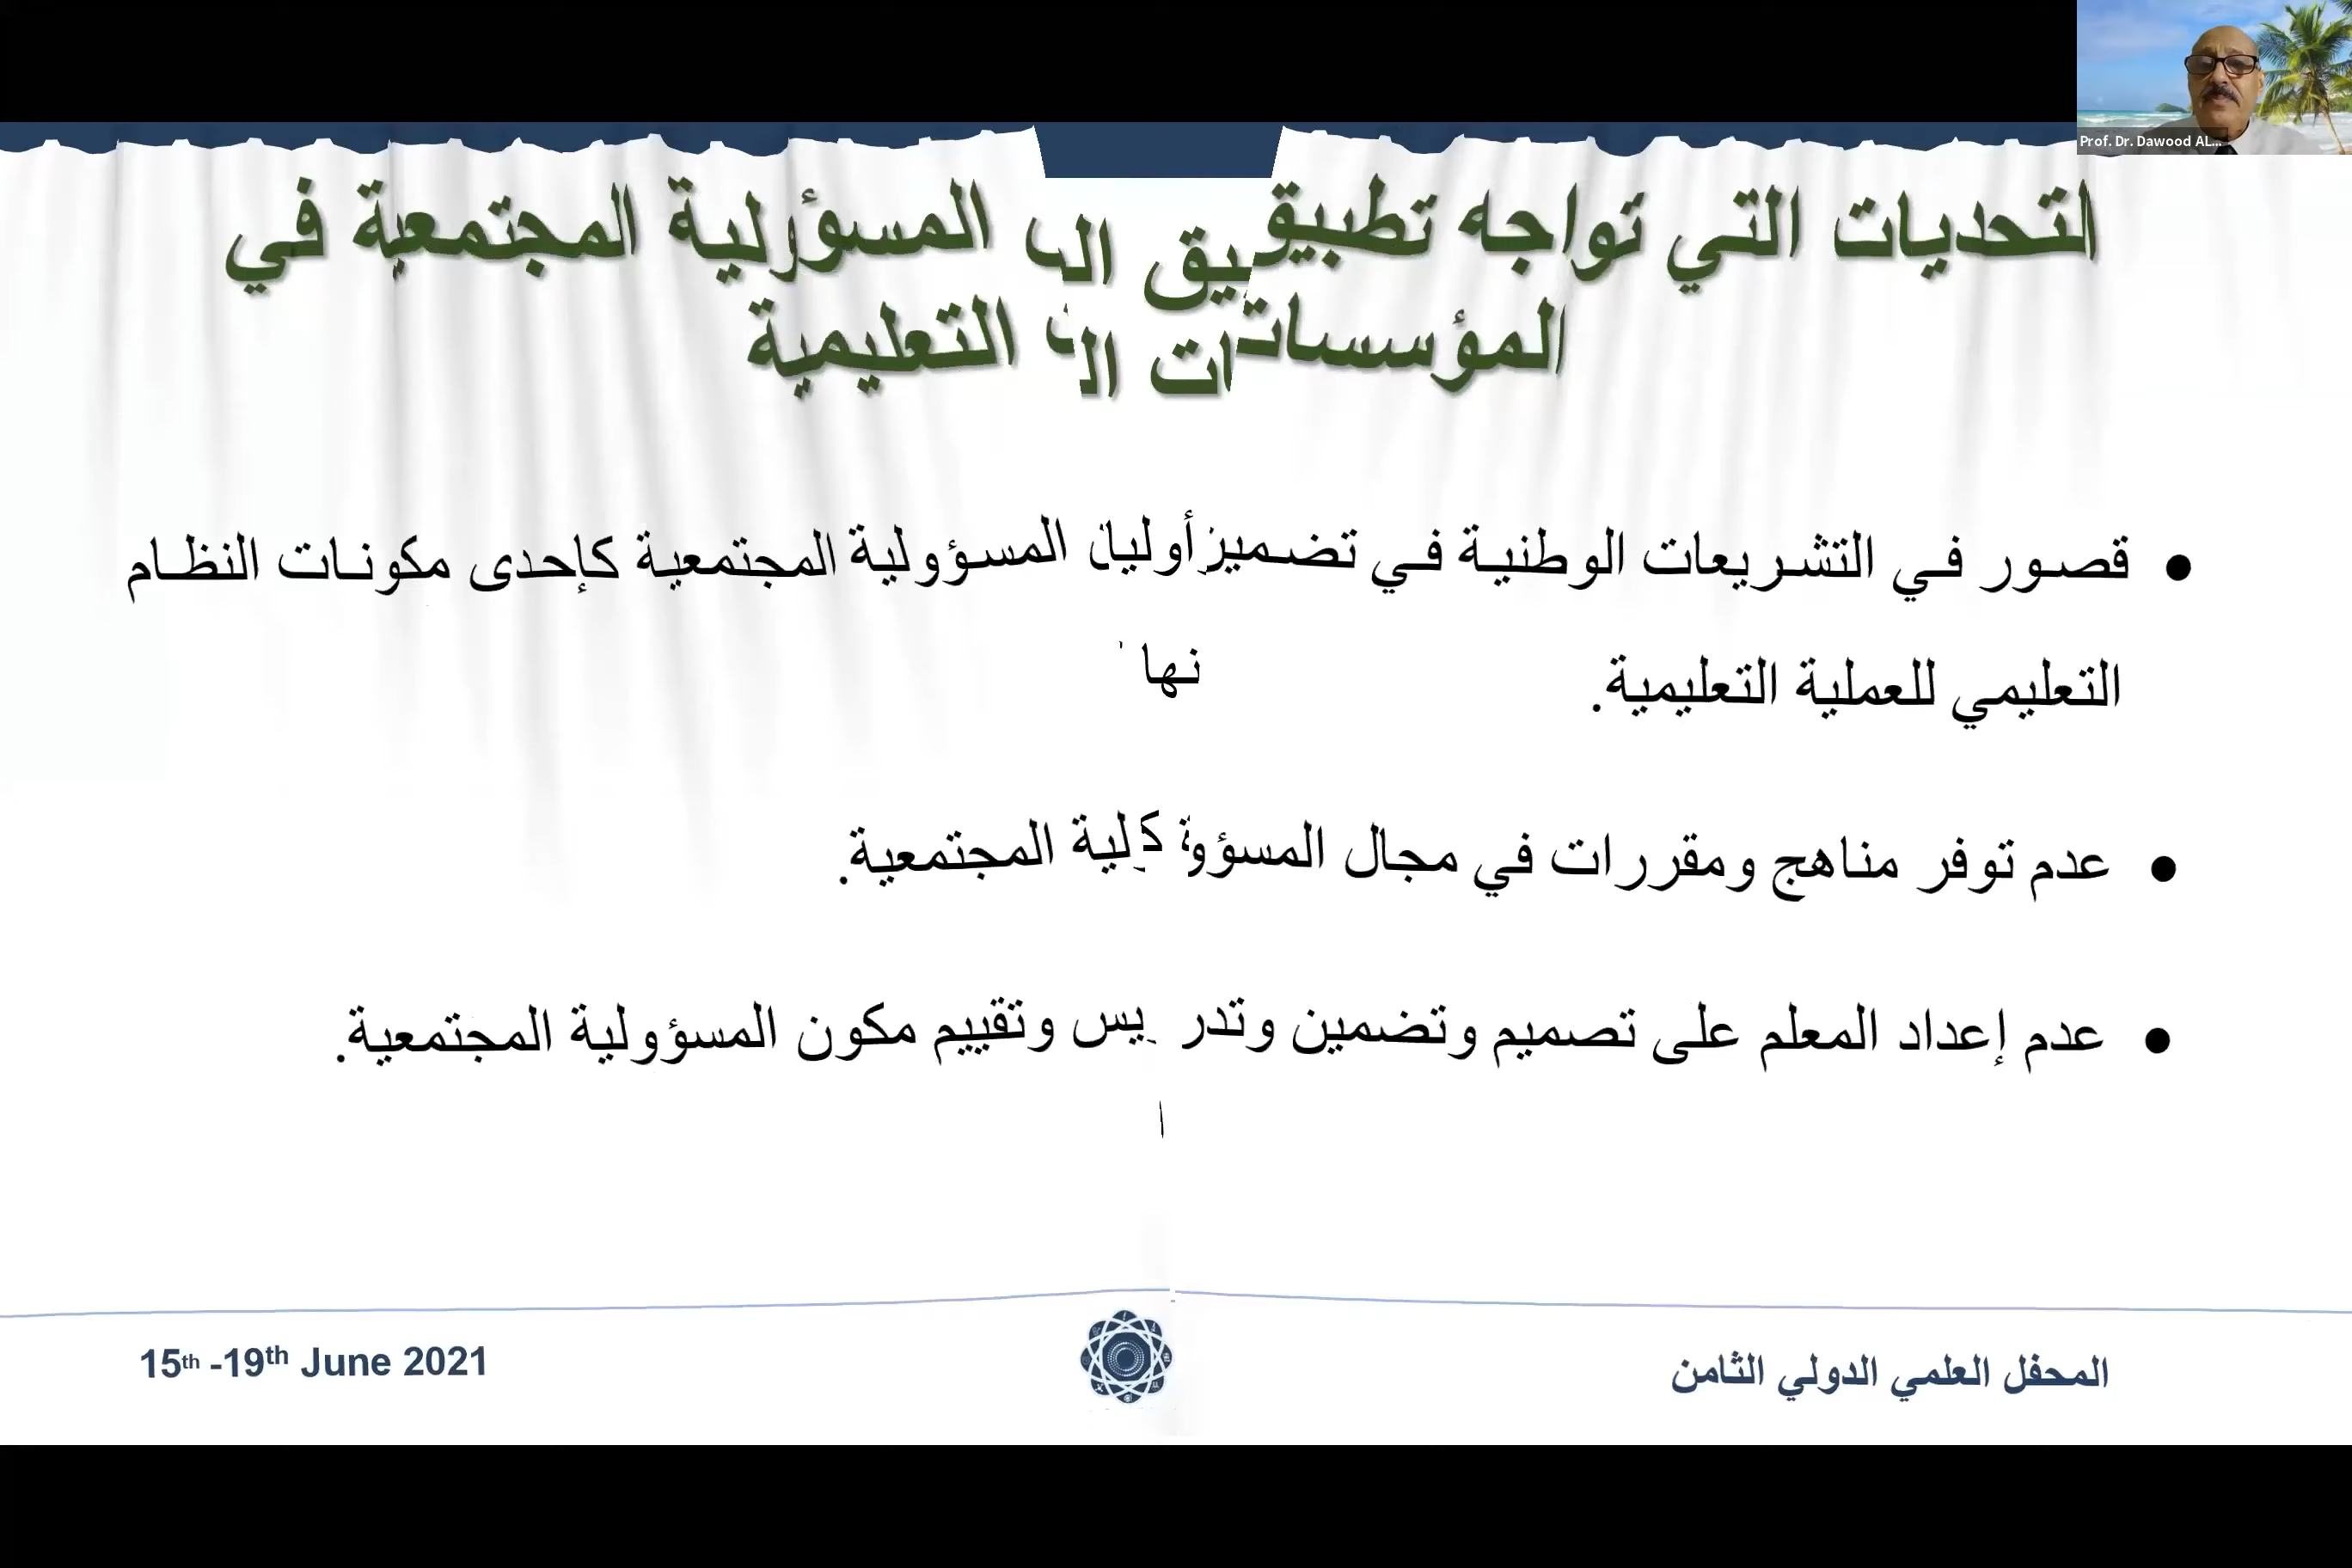 Prof. Dr. Dawood AL...
التحديات التي تواجه تطبيق المسؤولية المجتمعية في
المؤسسات التعليمية
• قصور في التشريعات الوطنية في تضمين المسؤولية المجتمعية كإحدى مكونات النظام
التعليمي للعملية التعليمية.
• عدم توفر مناهج ومقررات في مجال المسؤولية المجتمعية.
• عدم إعداد المعلم على تصميم وتضمين وتدريس وتقييم مكون المسؤولية المجتمعية.
المحفل العلمي الدولي الثامن
15th -19th June 2021